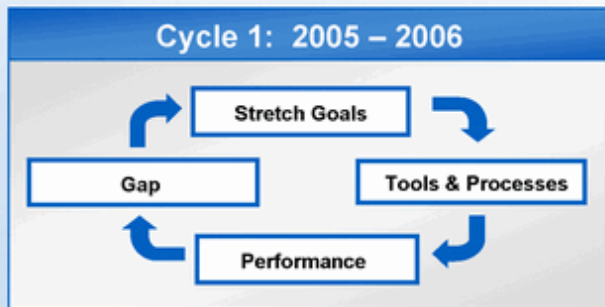 Cycle 1: 2005 – 2006
Stretch Goals
Gap
Tools & Processes
Performance